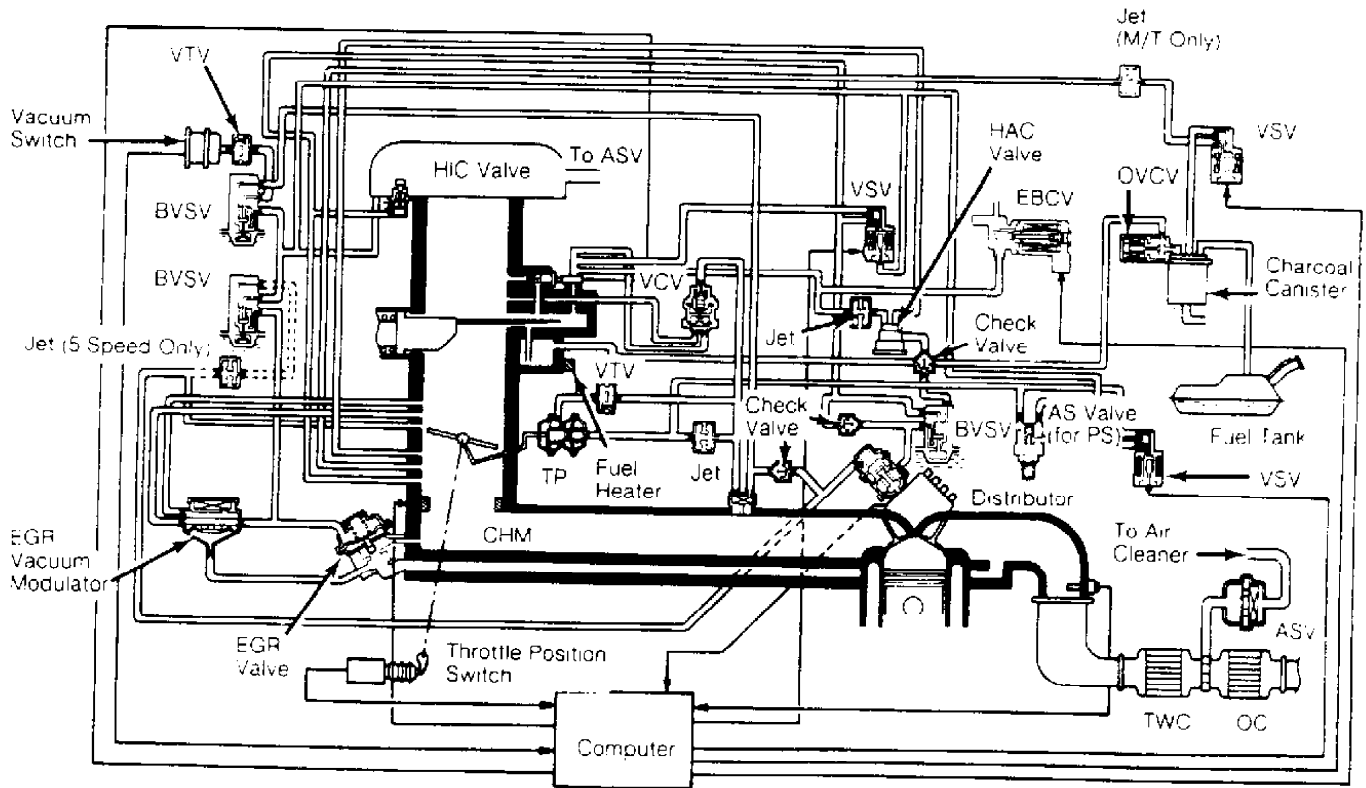 Jet
(M/T Only)
VTV
Vacuum
Switch
HIC Valve
To ASV
HAC
Valve
VSV
VSV
OVCV
EBCV
BVSV
BVSV
VCV
Charcoal
Canister
Jet
Check
Valve
Jet (5 Speed Only)
VTV
Check
Valve
BVSV
AS Valve
(for PS)
Fuel Tank
TP
Fuel
Heater
Jet
VSV
Distributor
CHM
To Air
Cleaner
EGR
Vacuum
Modulator
EGR
Valve
Throttle Position
Switch
ASV
TWC
OC
Computer